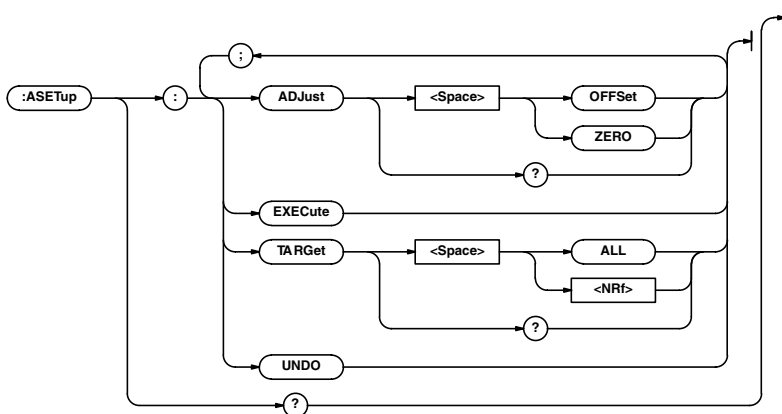 ;
:ASETup
:
ADJust
<Space>
OFFSet
ZERO
?
EXECute
TARGet
<Space>
ALL
<NRf>
?
UNDO
?